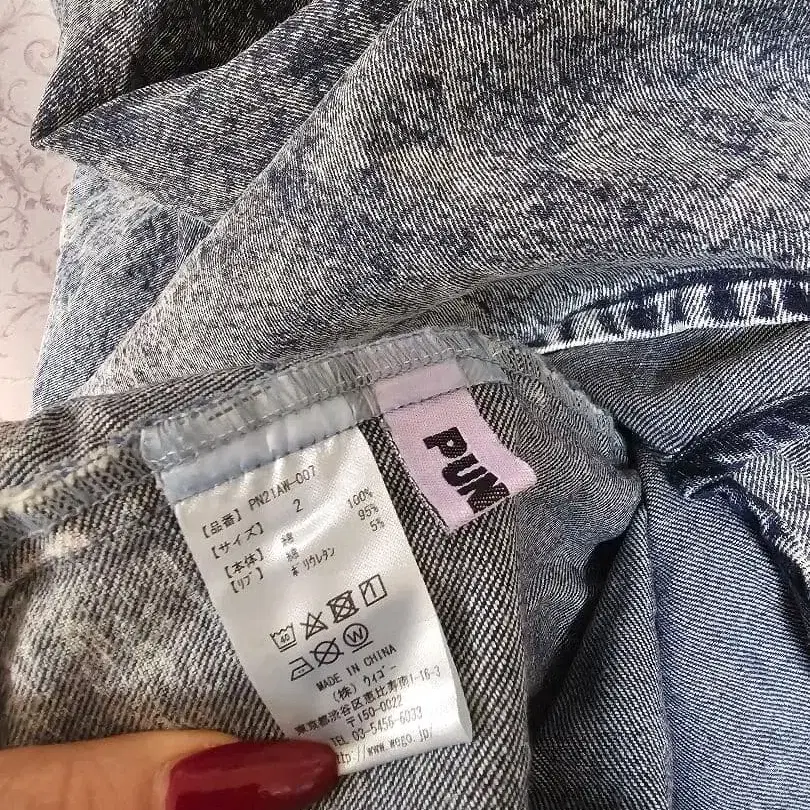 【品番】 PN21AW-007
【サイズ】 2
【本体】 綿 100%
【リブ】 綿 95%
ポリウレタン 5%
40
W
MADE IN CHINA
(株) ウィゴー
東京都渋谷区恵比寿南1-16-3
〒150-0022
TEL 03-5456-6033
http://www.wego.jp/
PUN